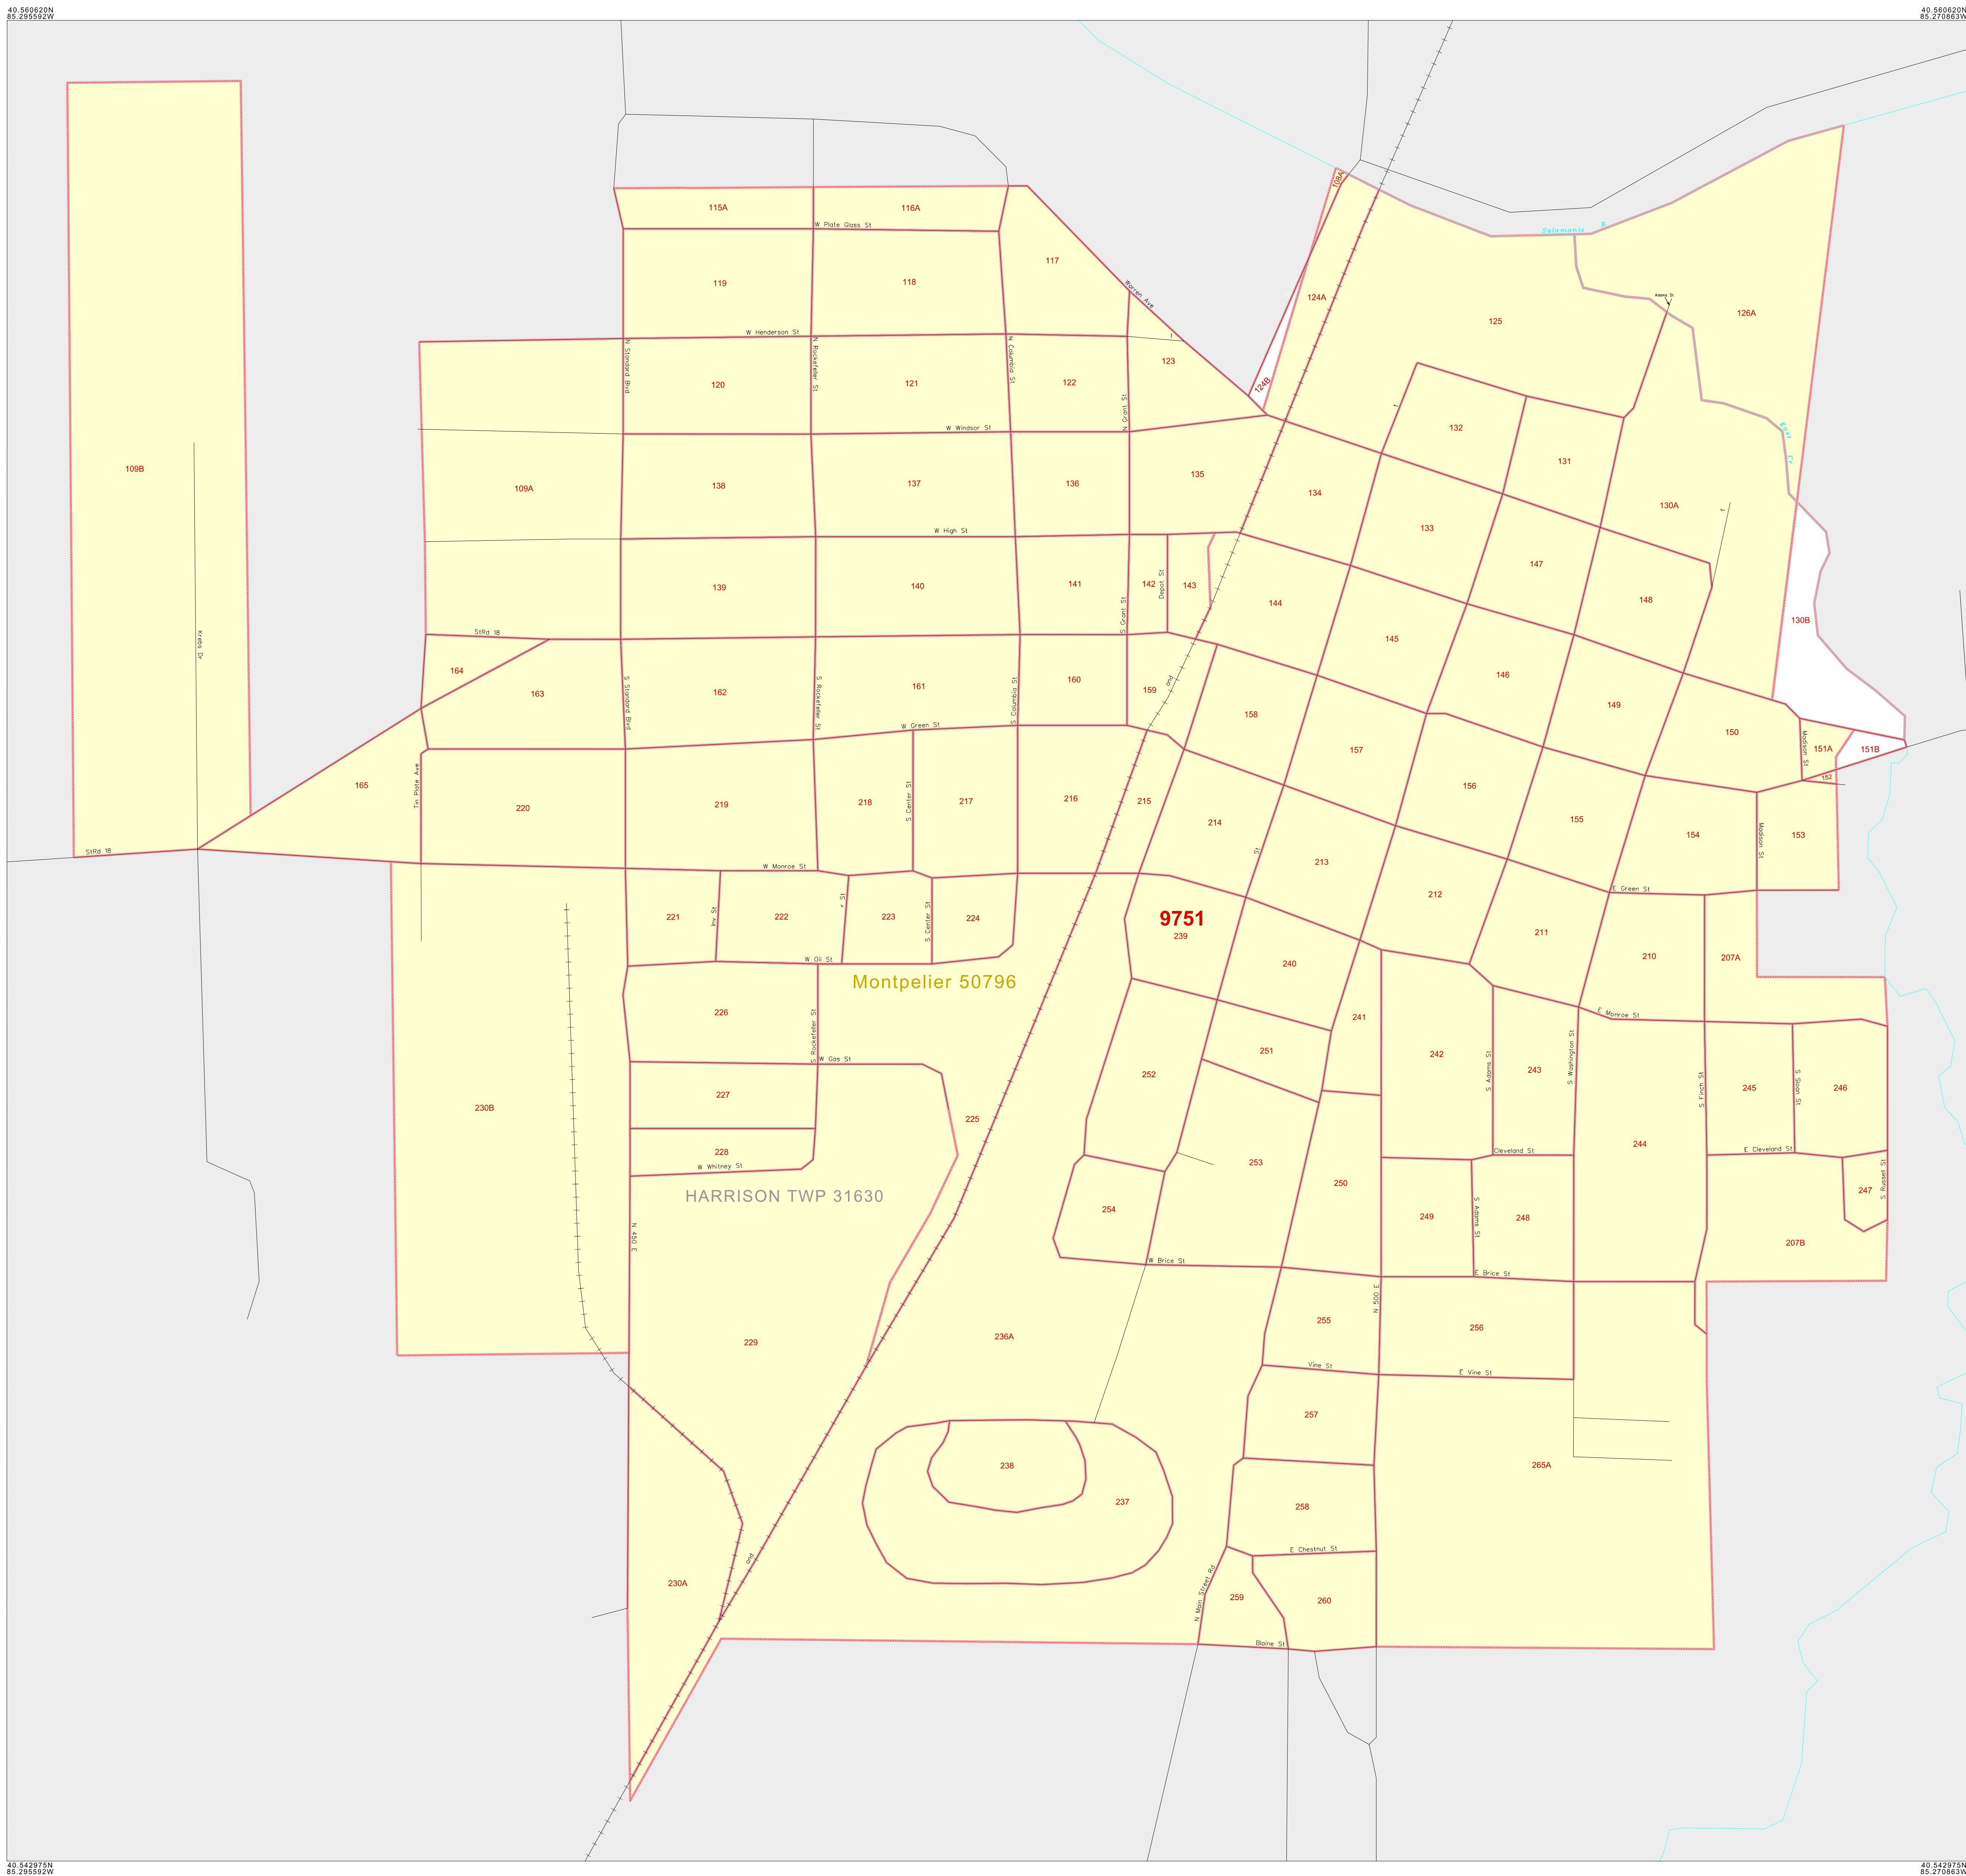 40.560620N
85.295592W
40.560620N
85.270863W
108A
115A
116A
W Plate Glass St
Salamonie R
117
119
118
Warren Ave
124A
Adams St
125
126A
W Henderson St
N Standard Blvd
N Rockefeller St
N Columbia St
123
120
121
122
124B
N Grant St
W Windsor St
132
131
109B
109A
138
137
136
135
134
130A
133
W High St
147
139
140
141
142
Depot St
143
144
148
S Grant St
130B
StRd 18
145
Krebs Dr
164
163
162
161
160
159
and
146
S Standard Blvd
S Rockefeller St
S Columbia St
158
149
W Green St
150
157
Madison St
151A
151B
165
Tin Plate Ave
220
219
218
S Center St
217
216
215
156
152
214
155
154
Madison St
153
StRd 18
W Monroe St
St
213
E Green St
212
221
222
223
S Center St
224
9751
239
211
210
207A
W Oil St
240
Montpelier 50796
226
S Rockefeller St
241
E Monroe St
W Gas St
251
242
S Adams St
243
S Washington St
252
227
245
S Sloan St
246
S Finch St
230B
225
228
W Whitney St
244
Cleveland St
E Cleveland St
253
HARRISON TWP 31630
250
247
S Russell St
254
249
S Adams St
248
N 450 E
207B
W Brice St
E Brice St
N 500 E
229
236A
255
256
Vine St
E Vine St
257
238
265A
237
258
E Chestnut St
and
230A
N Main Street Rd
259
260
Blaine St
40.542975N
85.295592W
40.542975N
85.270863W